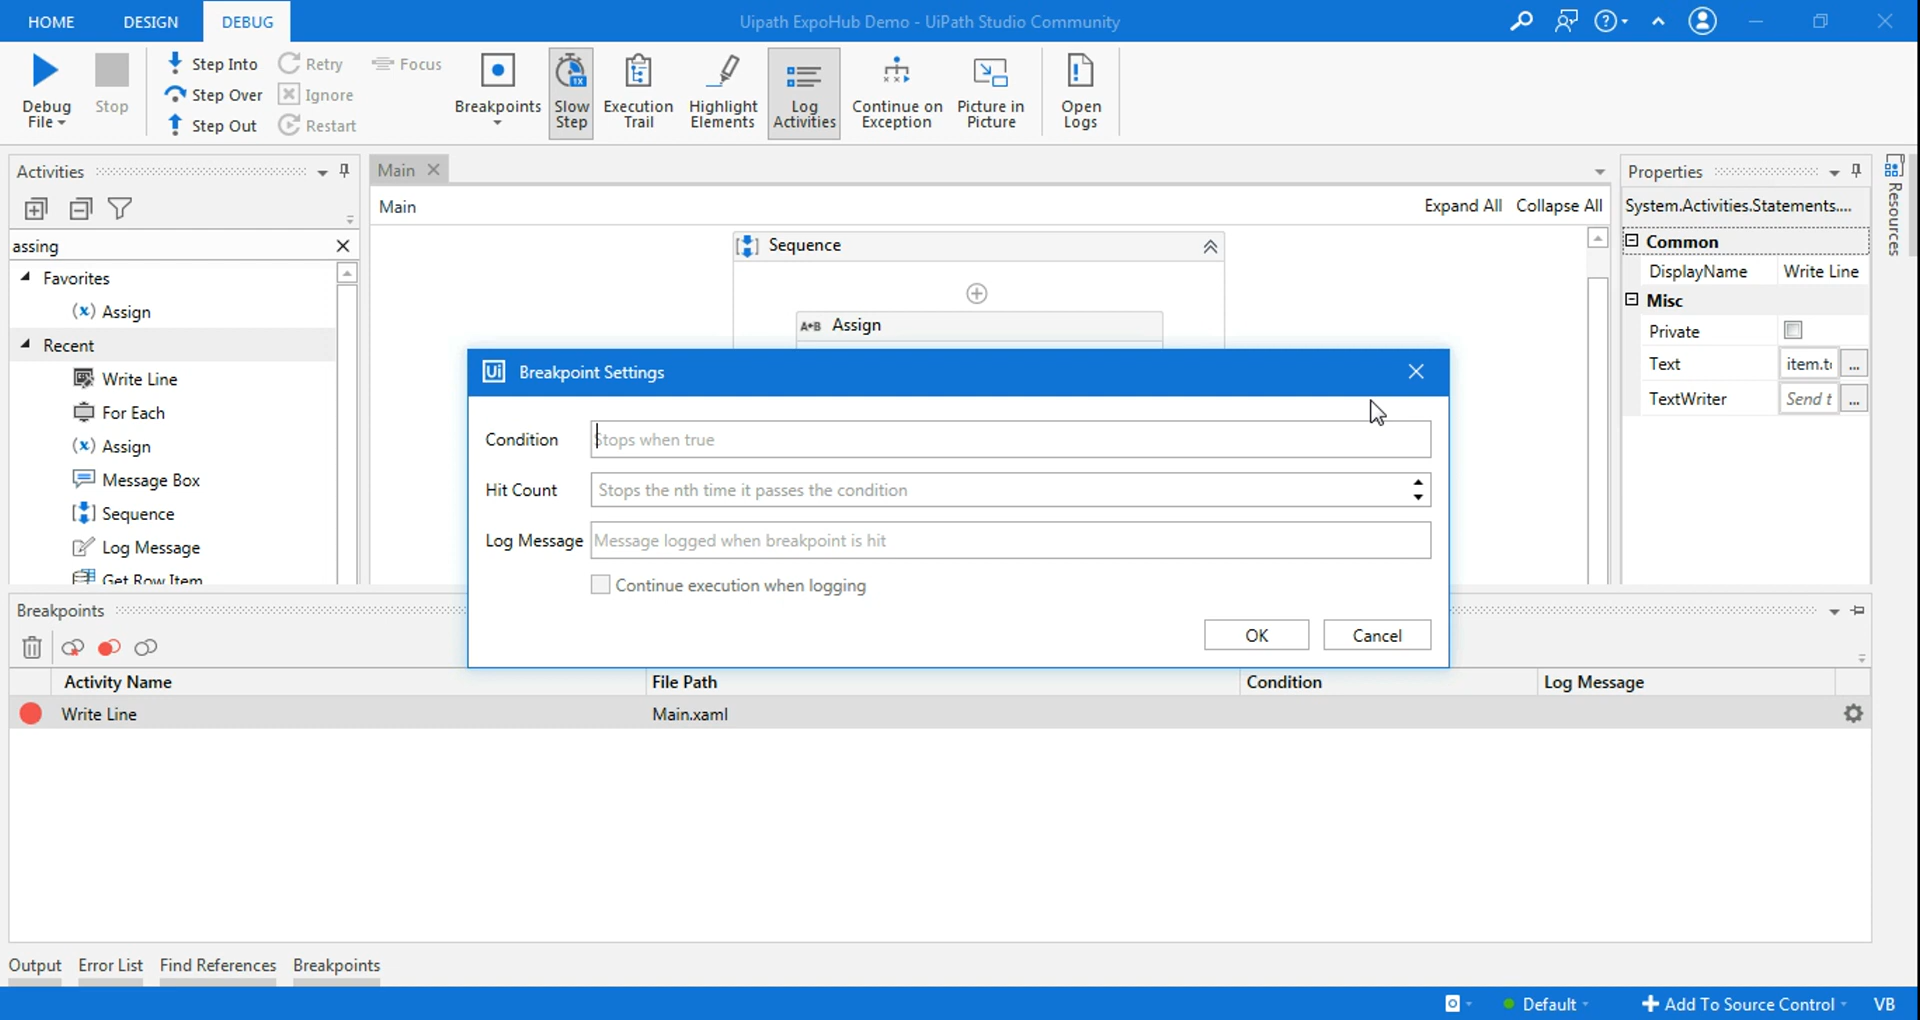 HOME DESIGN DEBUG Uipath ExpoHub Demo - UiPath Studio Community
Debug File
Stop
Step Into
Step Over
Step Out
Retry
Ignore
Restart
Focus
Breakpoints
Slow Step
Execution Trail
Highlight Elements
Log Activities
Continue on Exception
Picture in Picture
Open Logs
Activities
assing
Favorites
(x) Assign
Recent
Write Line
For Each
(x) Assign
Message Box
Sequence
Log Message
Get Row Item
Main
Main
Expand All Collapse All
Sequence
A*B Assign
Properties
System.Activities.Statements....
Common
DisplayName Write Line
Misc
Private
Text ...
TextWriter Send t ...
Resources
Ui Breakpoint Settings
Condition Stops when true
Hit Count Stops the nth time it passes the condition
Log Message Message logged when breakpoint is hit
Continue execution when logging
OK Cancel
Breakpoints
Activity Name File Path Condition Log Message
Write Line Main.xaml
Output Error List Find References Breakpoints
Default Add To Source Control VB